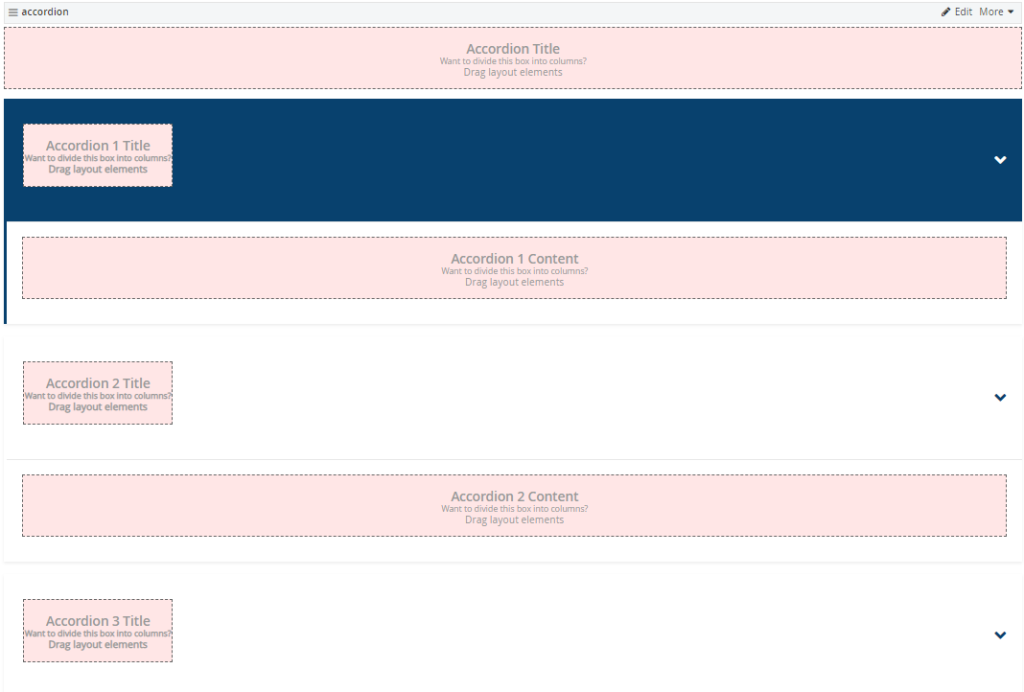 accordion
Edit More
Accordion Title
Want to divide this box into columns?
Drag layout elements
Accordion 1 Title
Want to divide this box into columns?
Drag layout elements
Accordion 1 Content
Want to divide this box into columns?
Drag layout elements
Accordion 2 Title
Want to divide this box into columns?
Drag layout elements
Accordion 2 Content
Want to divide this box into columns?
Drag layout elements
Accordion 3 Title
Want to divide this box into columns?
Drag layout elements